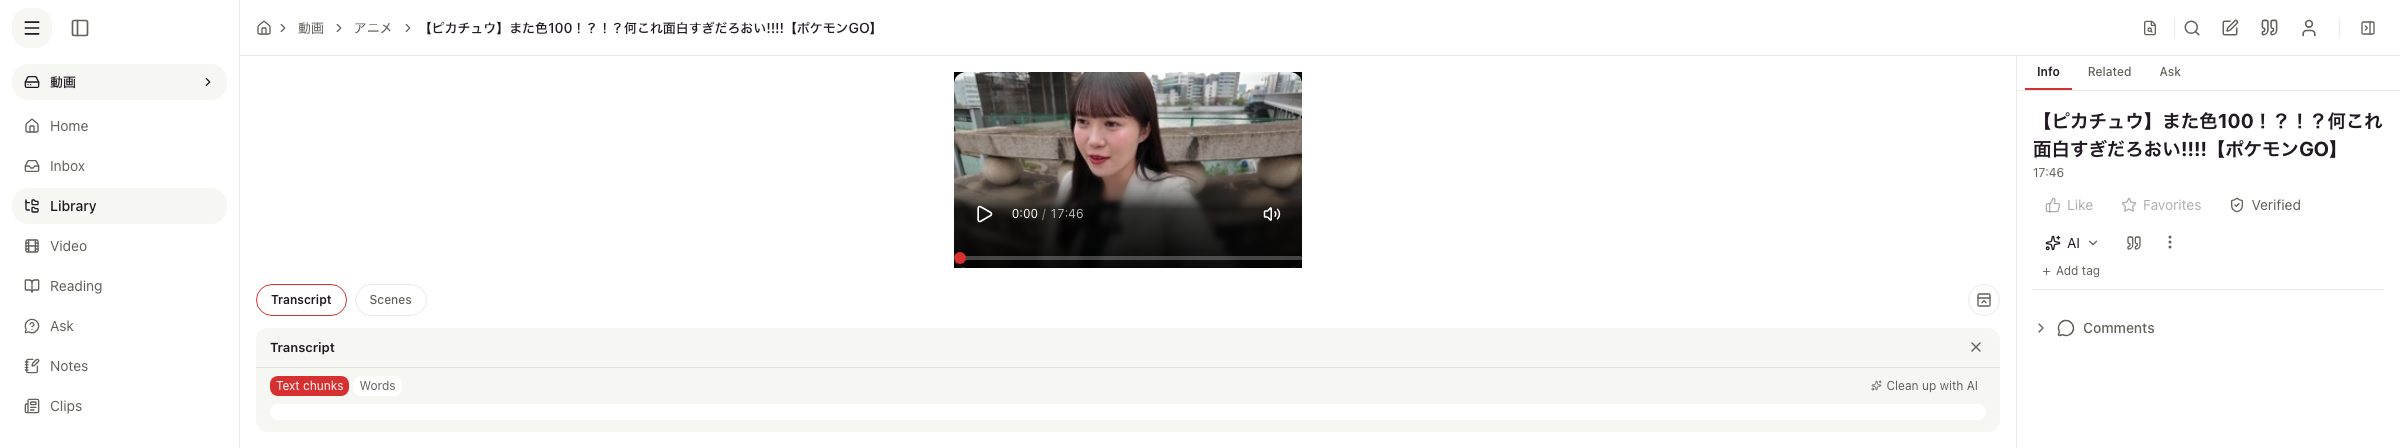 動画
アニメ
【ピカチュウ】また色100！？！？何これ面白すぎだろおい!!!!【ポケモンGO】
動画
Home
Inbox
Library
Video
Reading
Ask
Notes
Clips
0:00 / 17:46
Transcript
Scenes
Transcript
Text chunks
Words
Clean up with AI
Info
Related
Ask
【ピカチュウ】また色100！？！？何これ
面白すぎだろおい!!!!【ポケモンGO】
17:46
Like
Favorites
Verified
AI
+ Add tag
Comments